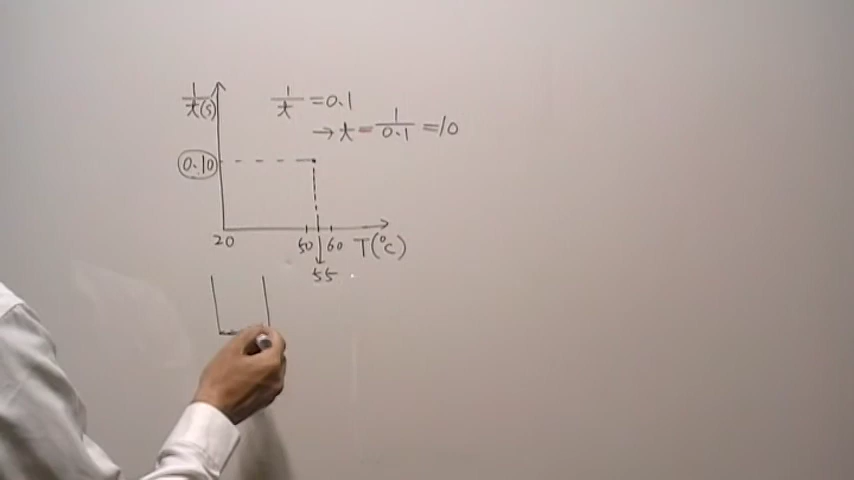 1/t(s)
1/t = 0.1
→ t = 1/0.1 = 10
0.10
20 50 60 T(°C)
55